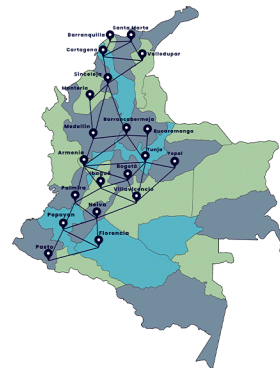 Santa Marta
Barranquilla
Cartagena
Valledupar
Sincelejo
Montería
Barrancabermeja
Medellín
Bucaramanga
Armenia
Tunja
Yopal
Bogotá
Ibagué
Palmira
Villavicencio
Neiva
Popayán
Florencia
Pasto